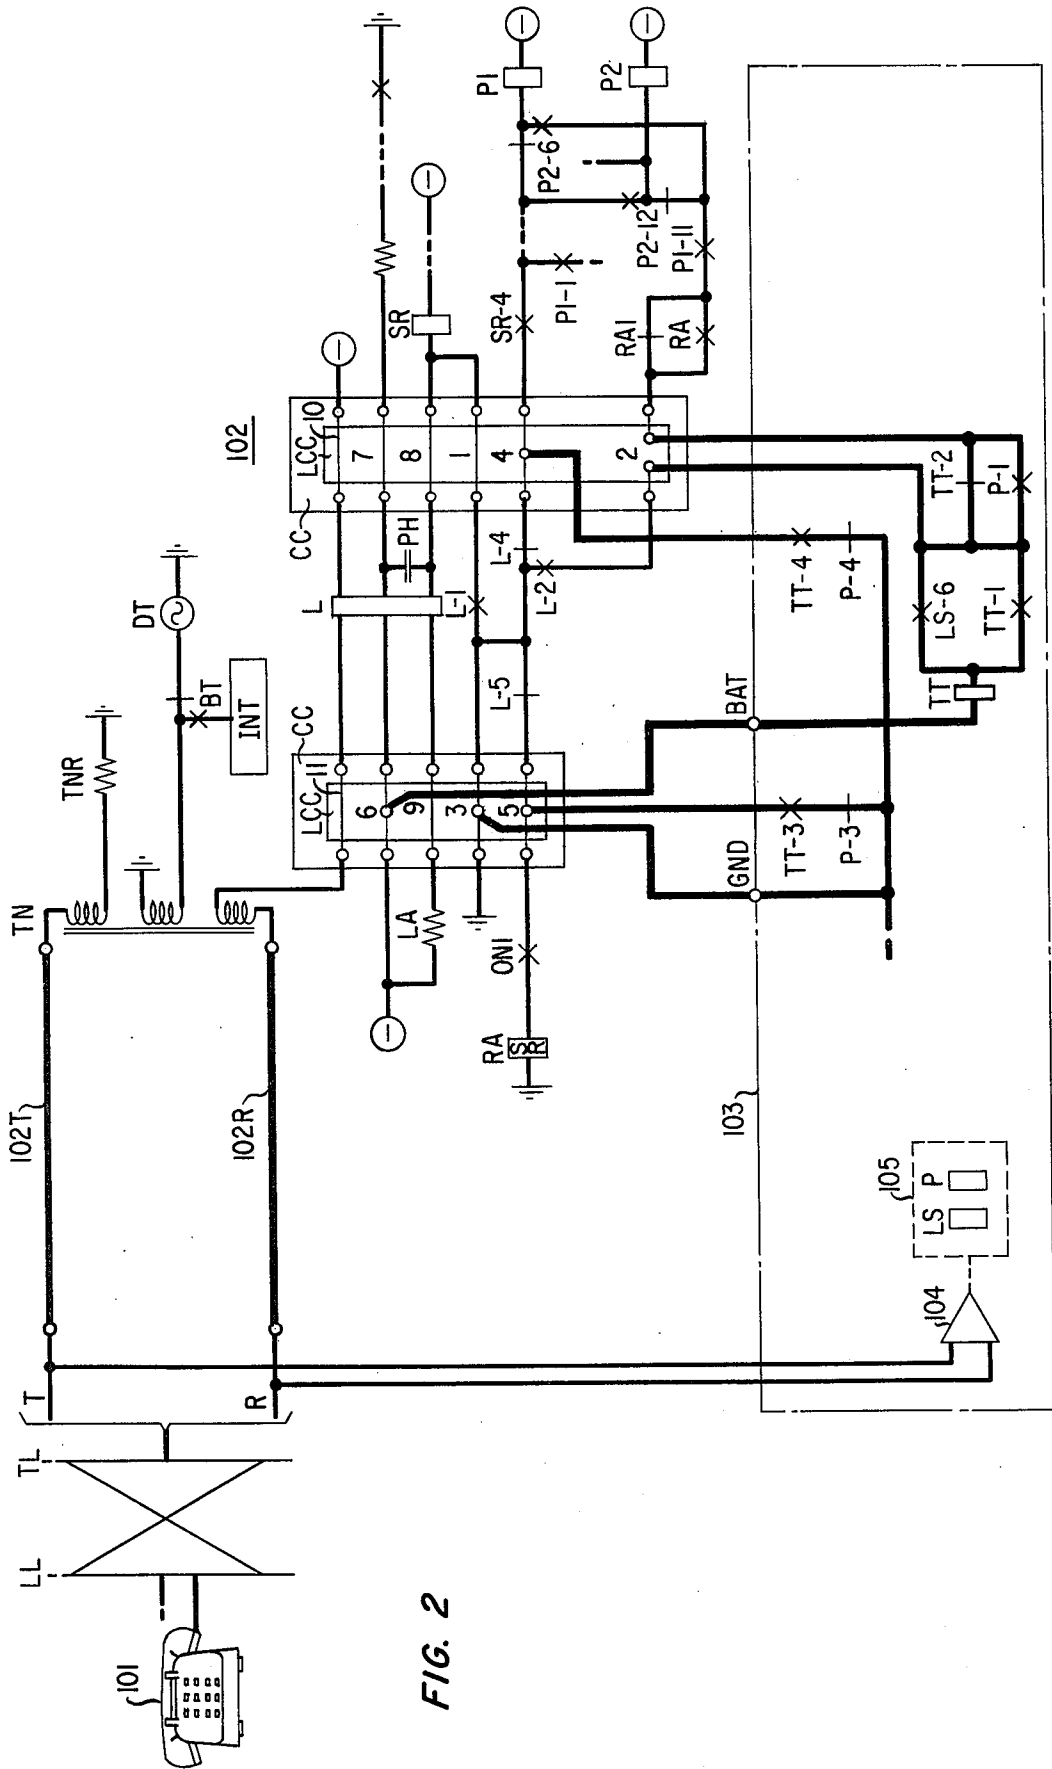 FIG. 2
101
LL
TL
T
R
102T
102R
TN
TNR
DT
BT
INT
CC
LCC
11
6
9
3
5
LA
ON1
RA
SR
L
PH
L-1
L-4
L-2
L-5
102
CC
LCC
10
7
8
1
4
2
SR
SR-4
P1-1
RA1
RA
P1-11
P2-12
P2-6
P1
P2
103
GND
BAT
TT-3
P-3
TT-4
P-4
TT
LS-6
TT-1
TT-2
P-1
104
105
LS
P